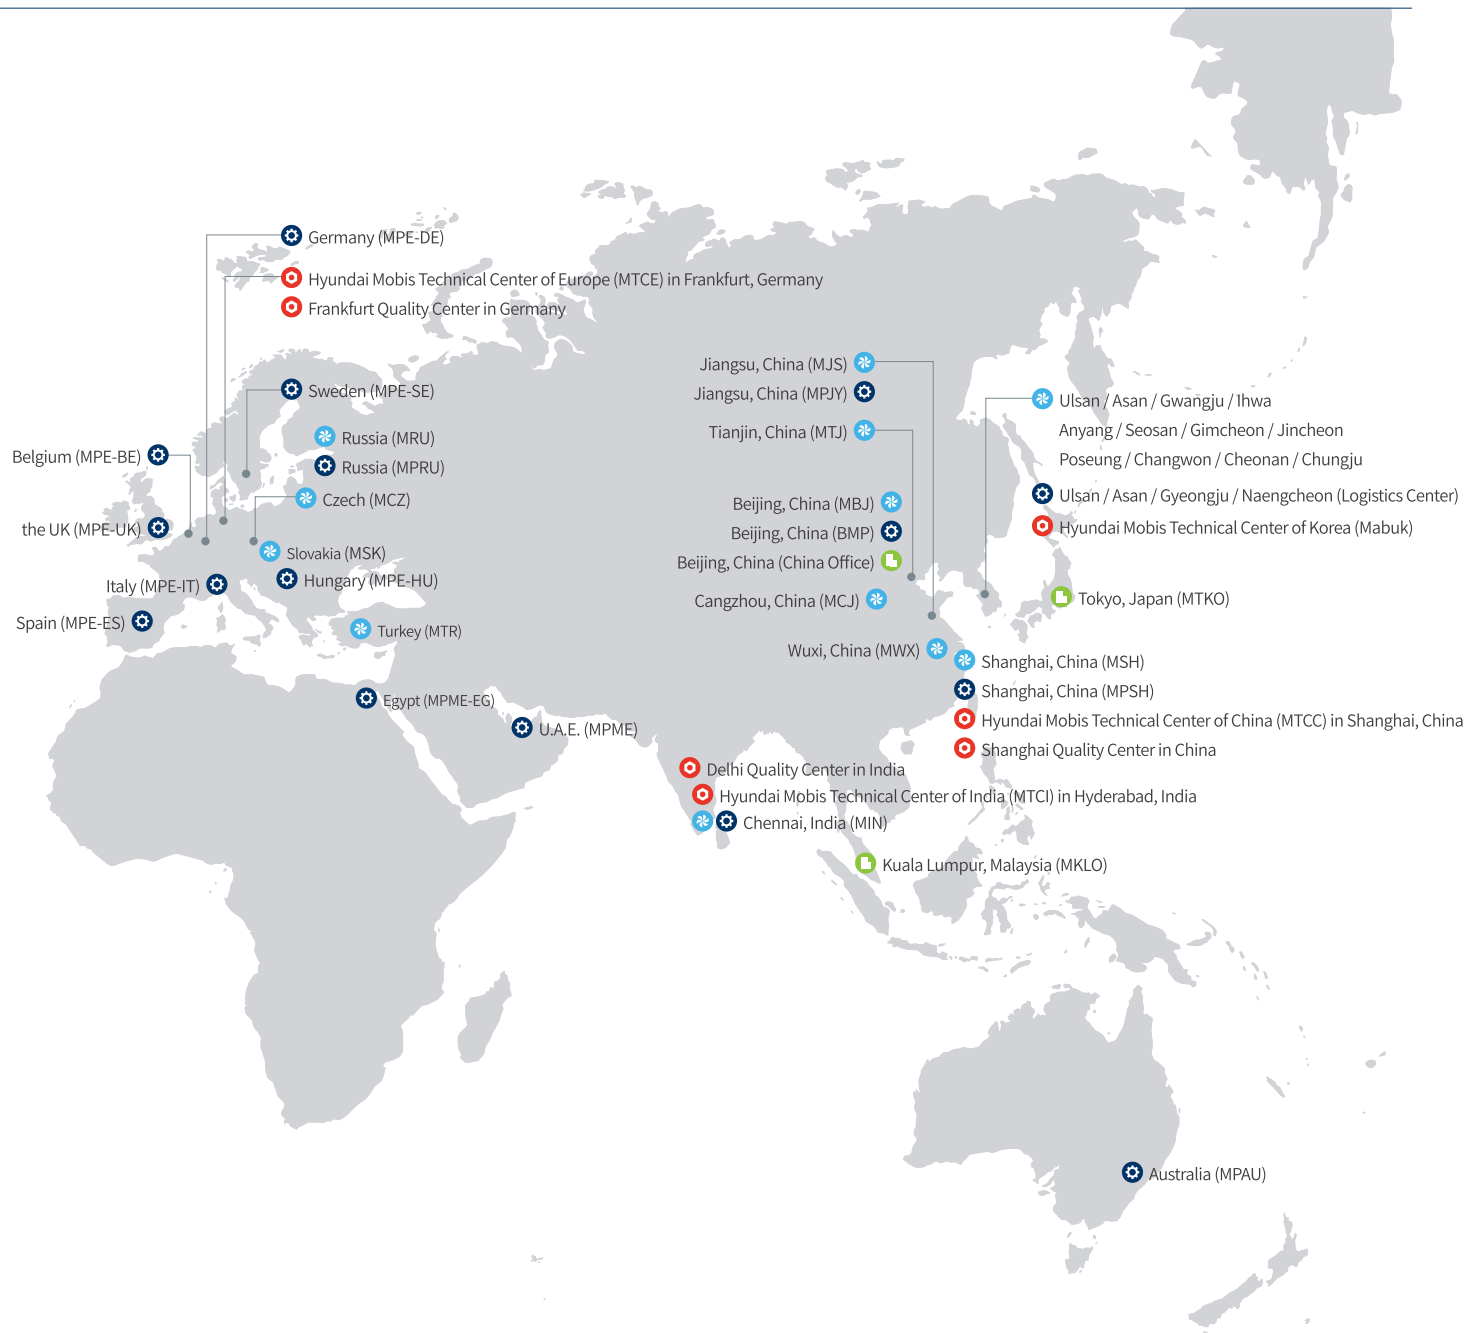 Germany (MPE-DE)
Hyundai Mobis Technical Center of Europe (MTCE) in Frankfurt, Germany
Frankfurt Quality Center in Germany
Sweden (MPE-SE)
Russia (MRU)
Belgium (MPE-BE)
Russia (MPRU)
Czech (MCZ)
the UK (MPE-UK)
Slovakia (MSK)
Italy (MPE-IT)
Hungary (MPE-HU)
Spain (MPE-ES)
Turkey (MTR)
Egypt (MPME-EG)
U.A.E. (MPME)
Jiangsu, China (MJS)
Jiangsu, China (MPJY)
Tianjin, China (MTJ)
Beijing, China (MBJ)
Beijing, China (BMP)
Beijing, China (China Office)
Cangzhou, China (MCJ)
Wuxi, China (MWX)
Ulsan / Asan / Gwangju / Ihwa
Anyang / Seosan / Gimcheon / Jincheon
Poseung / Changwon / Cheonan / Chungju
Ulsan / Asan / Gyeongju / Naengcheon (Logistics Center)
Hyundai Mobis Technical Center of Korea (Mabuk)
Tokyo, Japan (MTKO)
Shanghai, China (MSH)
Shanghai, China (MPSH)
Hyundai Mobis Technical Center of China (MTCC) in Shanghai, China
Shanghai Quality Center in China
Delhi Quality Center in India
Hyundai Mobis Technical Center of India (MTCI) in Hyderabad, India
Chennai, India (MIN)
Kuala Lumpur, Malaysia (MKLO)
Australia (MPAU)